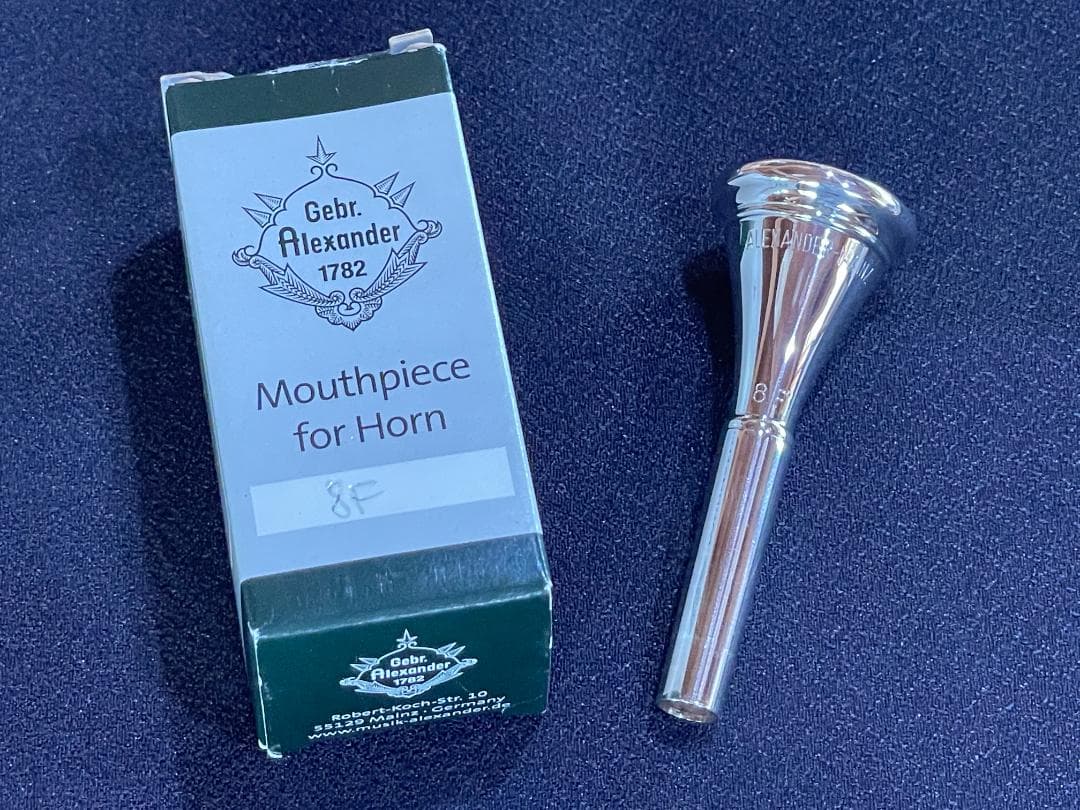 Gebr.
Alexander
1782
Mouthpiece
for Horn
8F
Gebr.
Alexander
1782
Robert-Koch-Str. 10
55129 Mainz · Germany
www.musik-alexander.de
ALEXANDER
8